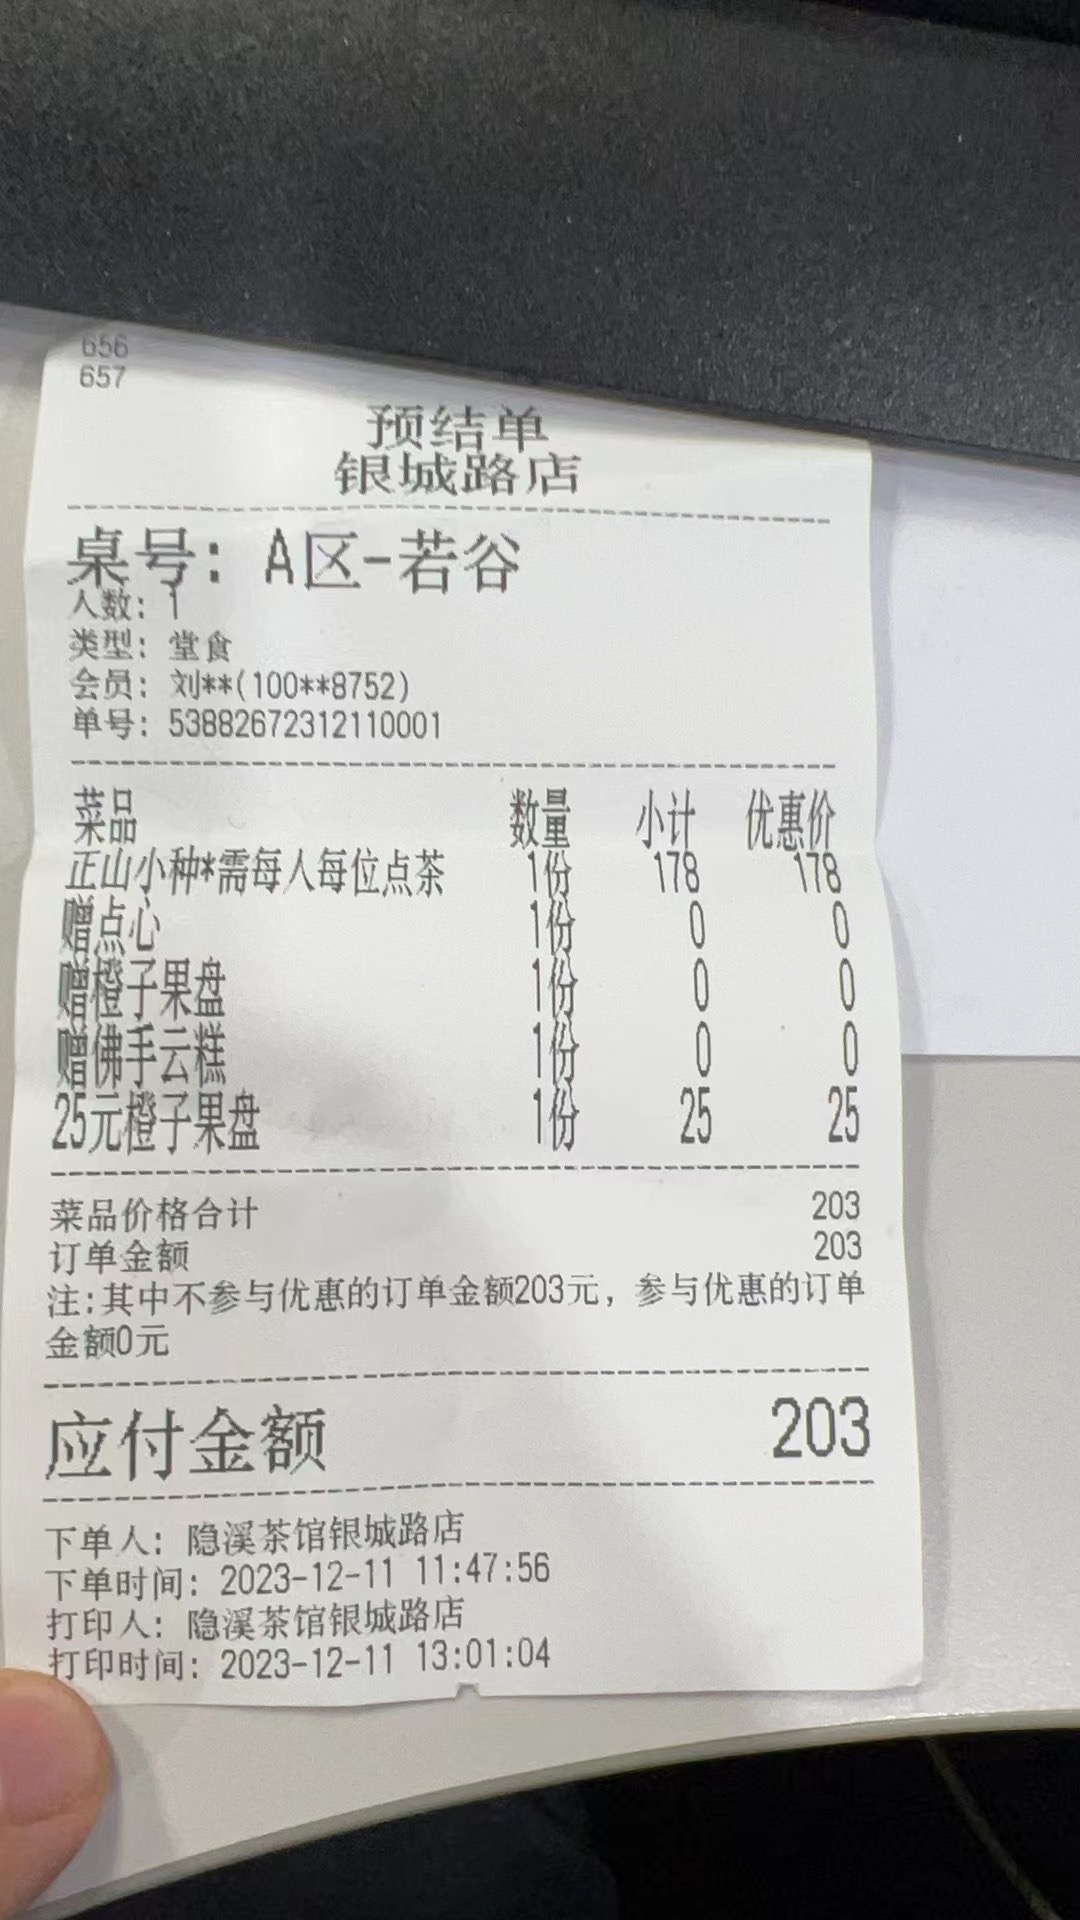 656
657
预结单
银城路店
桌号: A区-若谷
人数: 1
类型: 堂食
会员: 刘**(100**8752)
单号: 53882672312110001
菜品 数量 小计 优惠价
正山小种*需每人每位点茶 1份 178 178
赠点心 1份 0 0
赠橙子果盘 1份 0 0
赠佛手云糕 1份 0 0
25元橙子果盘 1份 25 25
菜品价格合计 203
订单金额 203
注:其中不参与优惠的订单金额203元, 参与优惠的订单
金额0元
应付金额 203
下单人: 隐溪茶馆银城路店
下单时间: 2023-12-11 11:47:56
打印人: 隐溪茶馆银城路店
打印时间: 2023-12-11 13:01:04